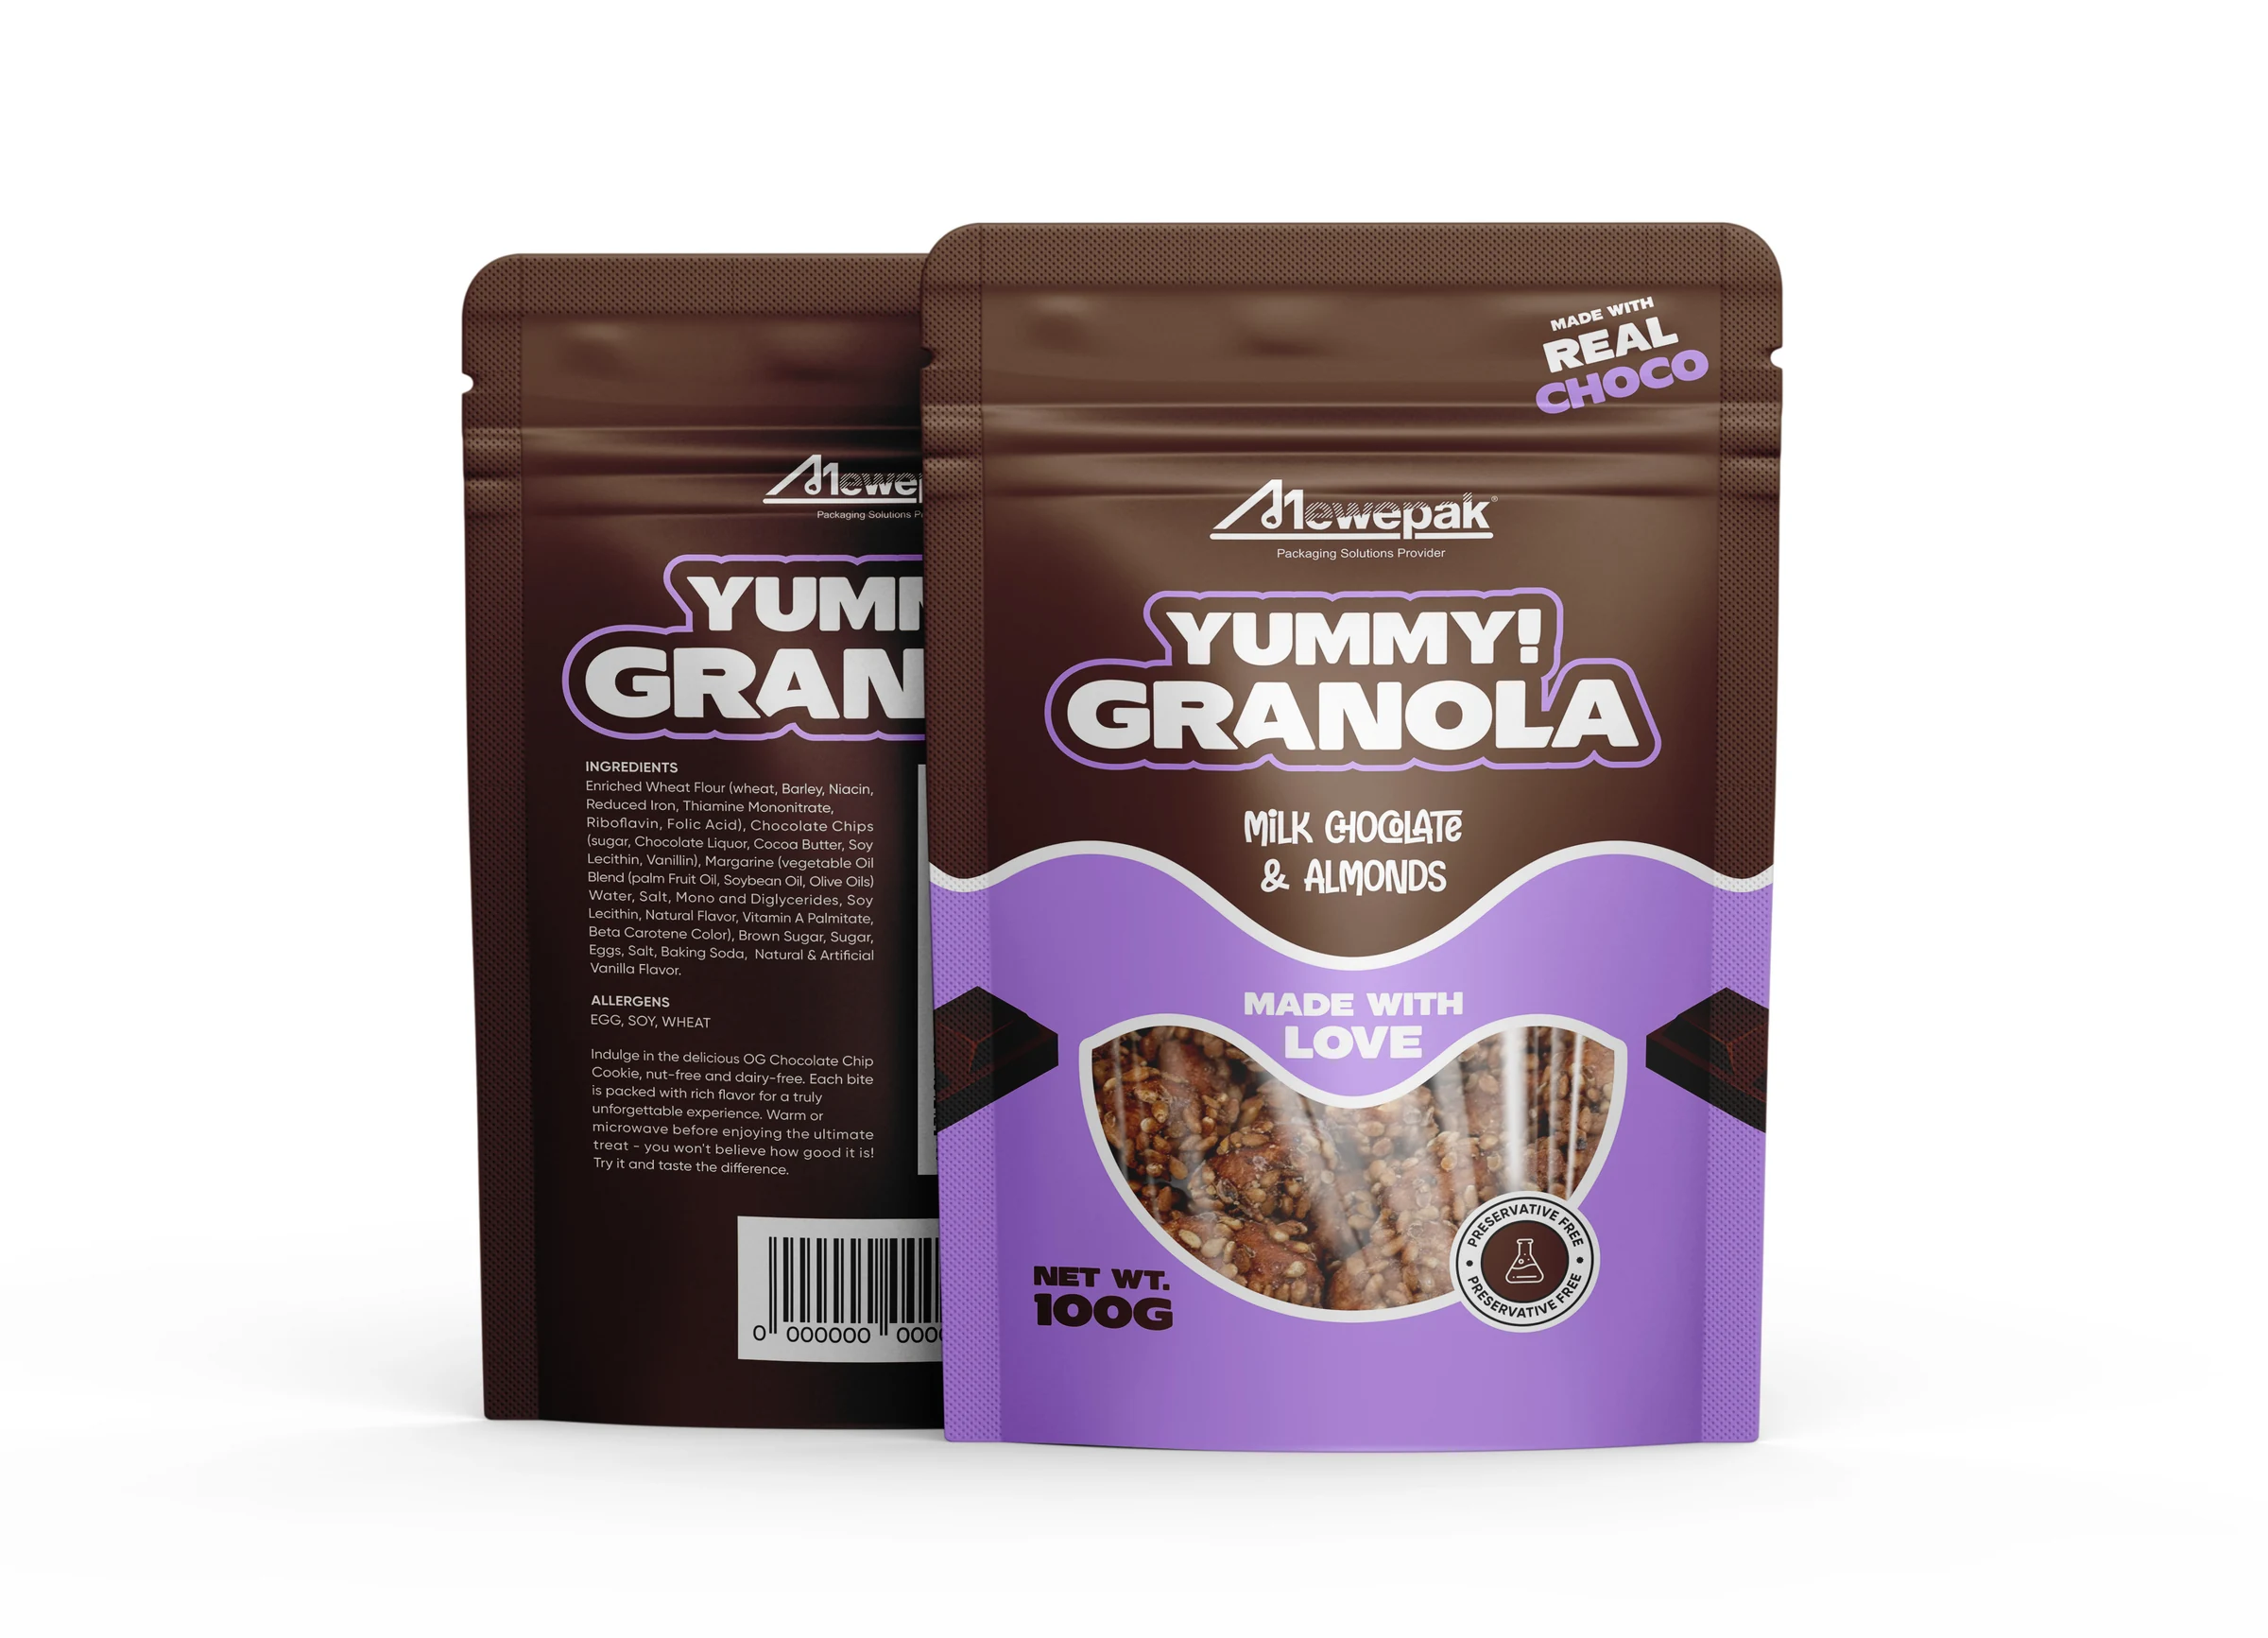 Mewepak
Packaging Solutions P
YUMM
GRAN
INGREDIENTS
Enriched Wheat Flour (wheat, Barley, Niacin,
Reduced Iron, Thiamine Mononitrate,
Riboflavin, Folic Acid), Chocolate Chips
(sugar, Chocolate Liquor, Cocoa Butter, Soy
Lecithin, Vanillin), Margarine (vegetable Oil
Blend (palm Fruit Oil, Soybean Oil, Olive Oils)
Water, Salt, Mono and Diglycerides, Soy
Lecithin, Natural Flavor, Vitamin A Palmitate,
Beta Carotene Color), Brown Sugar, Sugar,
Eggs, Salt, Baking Soda, Natural & Artificial
Vanilla Flavor.
ALLERGENS
EGG, SOY, WHEAT
Indulge in the delicious OG Chocolate Chip
Cookie, nut-free and dairy-free. Each bite
is packed with rich flavor for a truly
unforgettable experience. Warm or
microwave before enjoying the ultimate
treat - you won't believe how good it is!
Try it and taste the difference.
0 000000 000
MADE WITH
REAL
CHOCO
Mewepak®
Packaging Solutions Provider
YUMMY!
GRANOLA
MiLK CHOCOLATe
& ALMONDS
MADE WITH
LOVE
NET WT.
100G
PRESERVATIVE FREE
PRESERVATIVE FREE